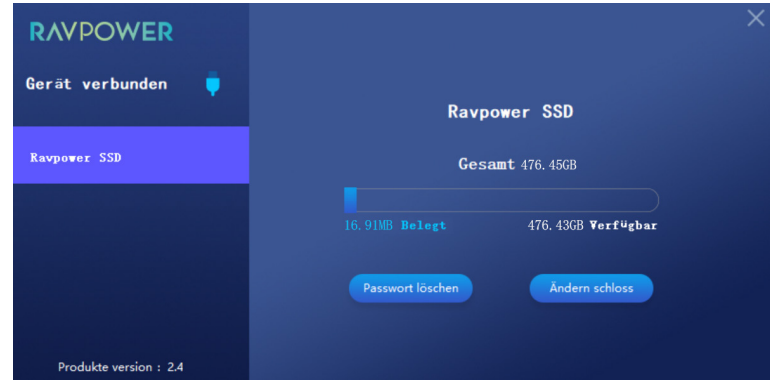 RAVPOWER
Gerät verbunden
Ravpower SSD
Produkte version : 2.4
Ravpower SSD
Gesamt 476.45GB
16.91MB Belegt 476.43GB Verfügbar
Passwort löschen Ändern schloss